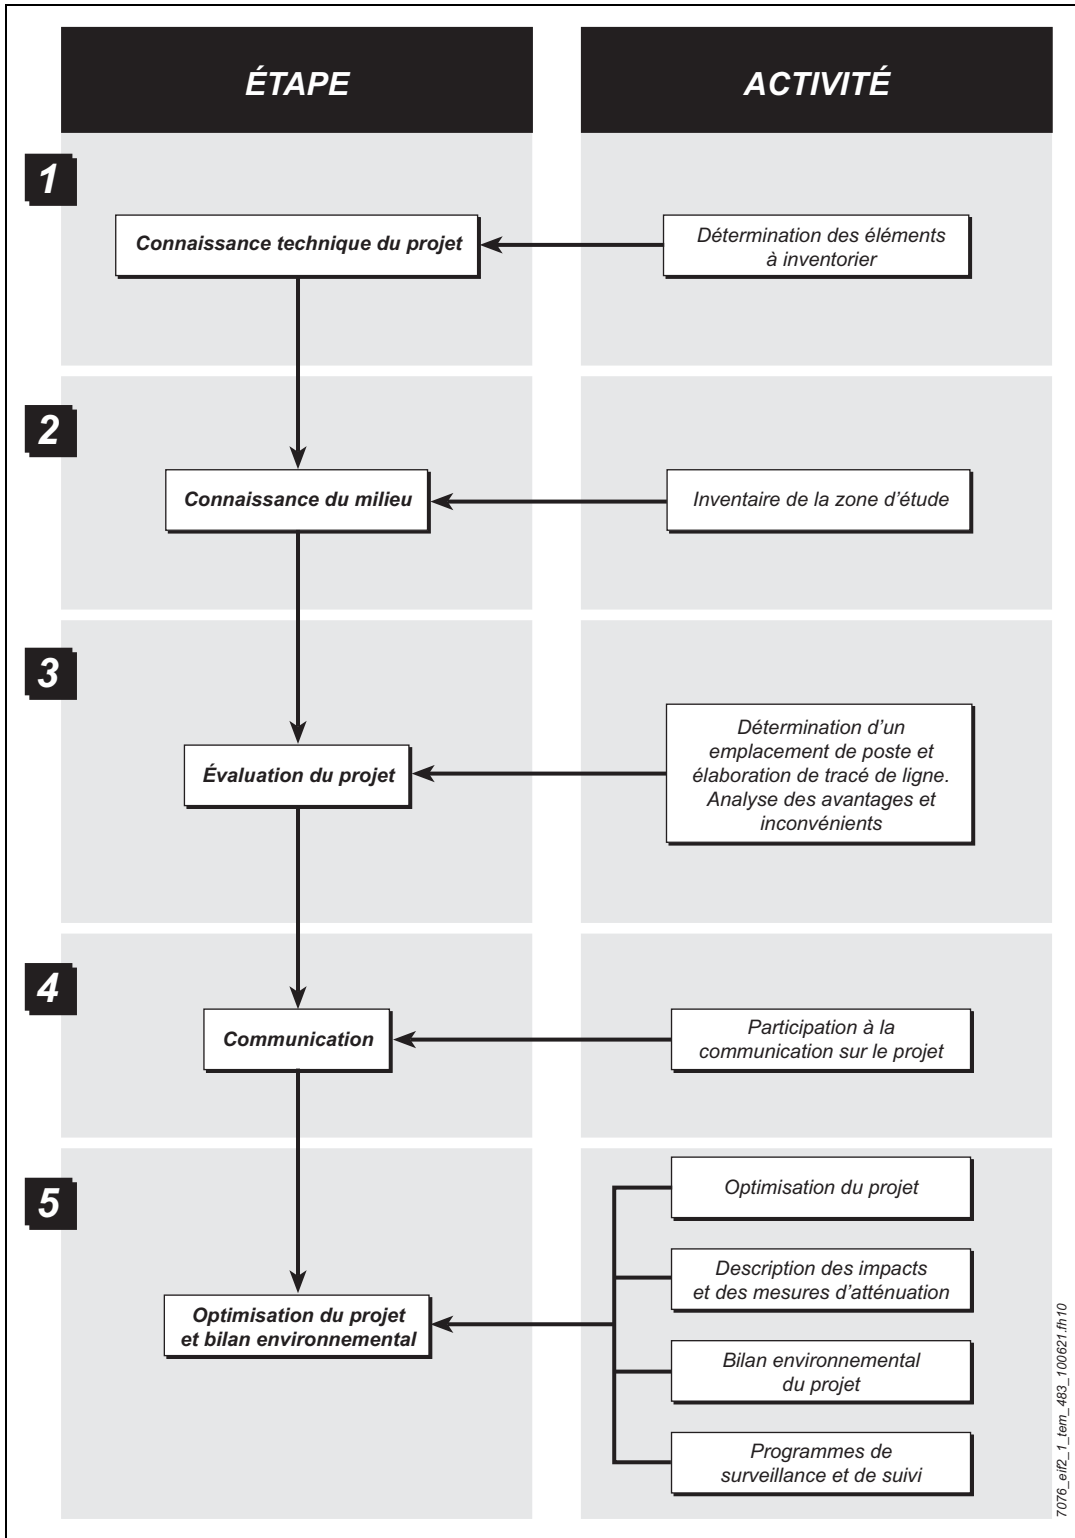 ÉTAPE
ACTIVITÉ
1
Connaissance technique du projet
Détermination des éléments
à inventorier
2
Connaissance du milieu
Inventaire de la zone d'étude
3
Évaluation du projet
Détermination d'un
emplacement de poste et
élaboration de tracé de ligne.
Analyse des avantages et
inconvénients
4
Communication
Participation à la
communication sur le projet
5
Optimisation du projet
et bilan environnemental
Optimisation du projet
Description des impacts
et des mesures d'atténuation
Bilan environnemental
du projet
Programmes de
surveillance et de suivi
7076_eif2_1_tem_483_100621.fh10